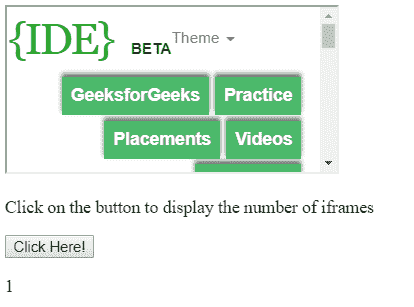 {IDE} BETA Theme
GeeksforGeeks Practice
Placements Videos
Click on the button to display the number of iframes
Click Here!
1